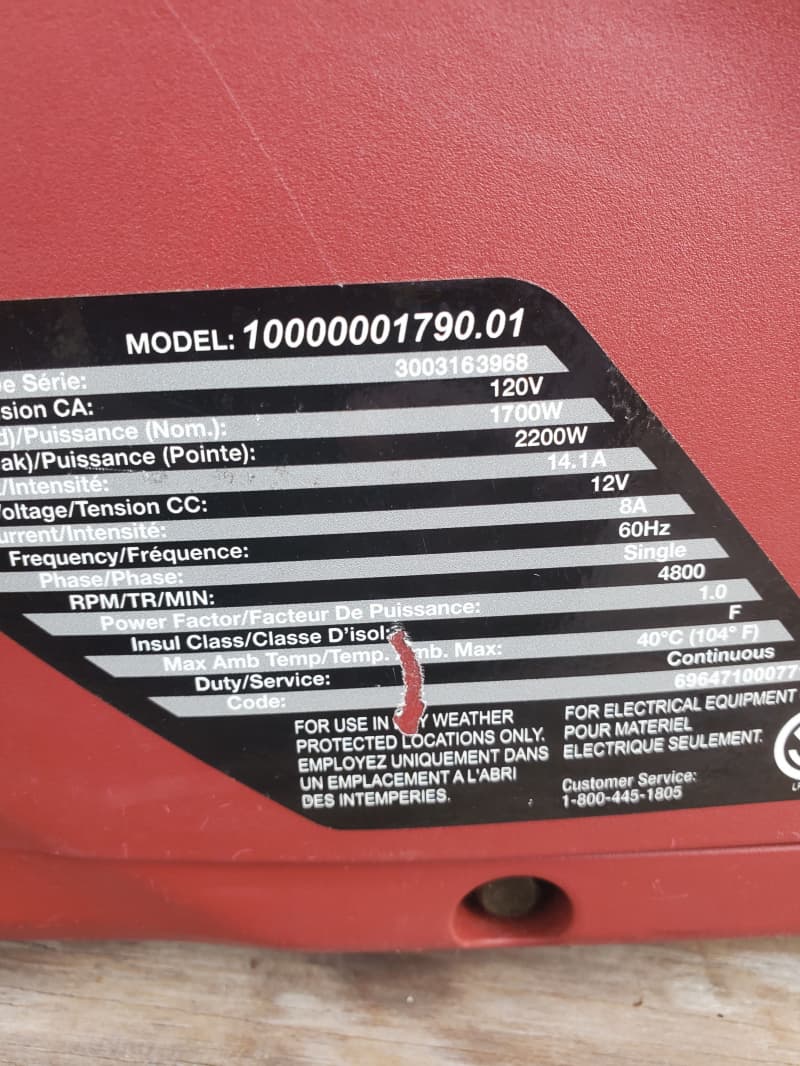 MODEL: 10000001790.01
e Série: 3003163968
sion CA: 120V
d)/Puissance (Nom.): 1700W
ak)/Puissance (Pointe): 2200W
/Intensité: 14.1A
oltage/Tension CC: 12V
urrent/Intensité: 8A
Frequency/Fréquence: 60Hz
Phase/Phase: Single
RPM/TR/MIN: 4800
Power Factor/Facteur De Puissance: 1.0
Insul Class/Classe D'isol F
Max Amb Temp/Temp. mb. Max: 40°C (104° F)
Duty/Service: Continuous
Code: 69647100077
FOR USE IN Y WEATHER
PROTECTED LOCATIONS ONLY.
EMPLOYEZ UNIQUEMENT DANS
UN EMPLACEMENT A L'ABRI
DES INTEMPERIES.
FOR ELECTRICAL EQUIPMENT
POUR MATERIEL
ELECTRIQUE SEULEMENT.
Customer Service:
1-800-445-1805